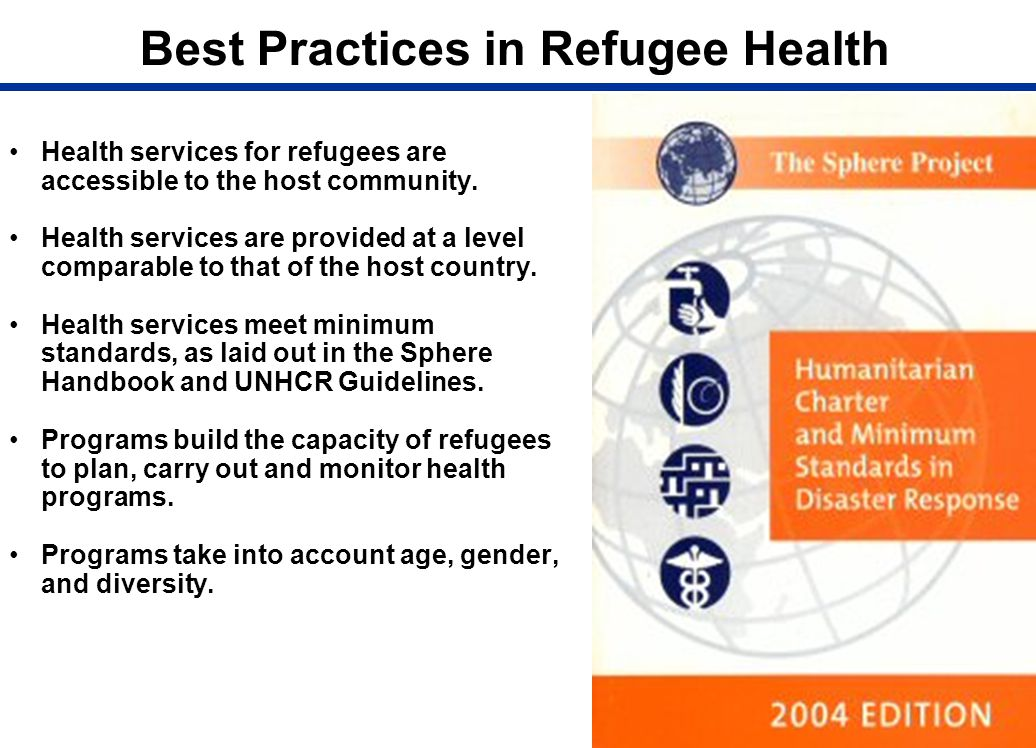 Best Practices in Refugee Health
• Health services for refugees are
accessible to the host community.
• Health services are provided at a level
comparable to that of the host country.
• Health services meet minimum
standards, as laid out in the Sphere
Handbook and UNHCR Guidelines.
• Programs build the capacity of refugees
to plan, carry out and monitor health
programs.
• Programs take into account age, gender,
and diversity.
The Sphere Project
Humanitarian
Charter
and Minimum
Standards in
Disaster Response
2004 EDITION